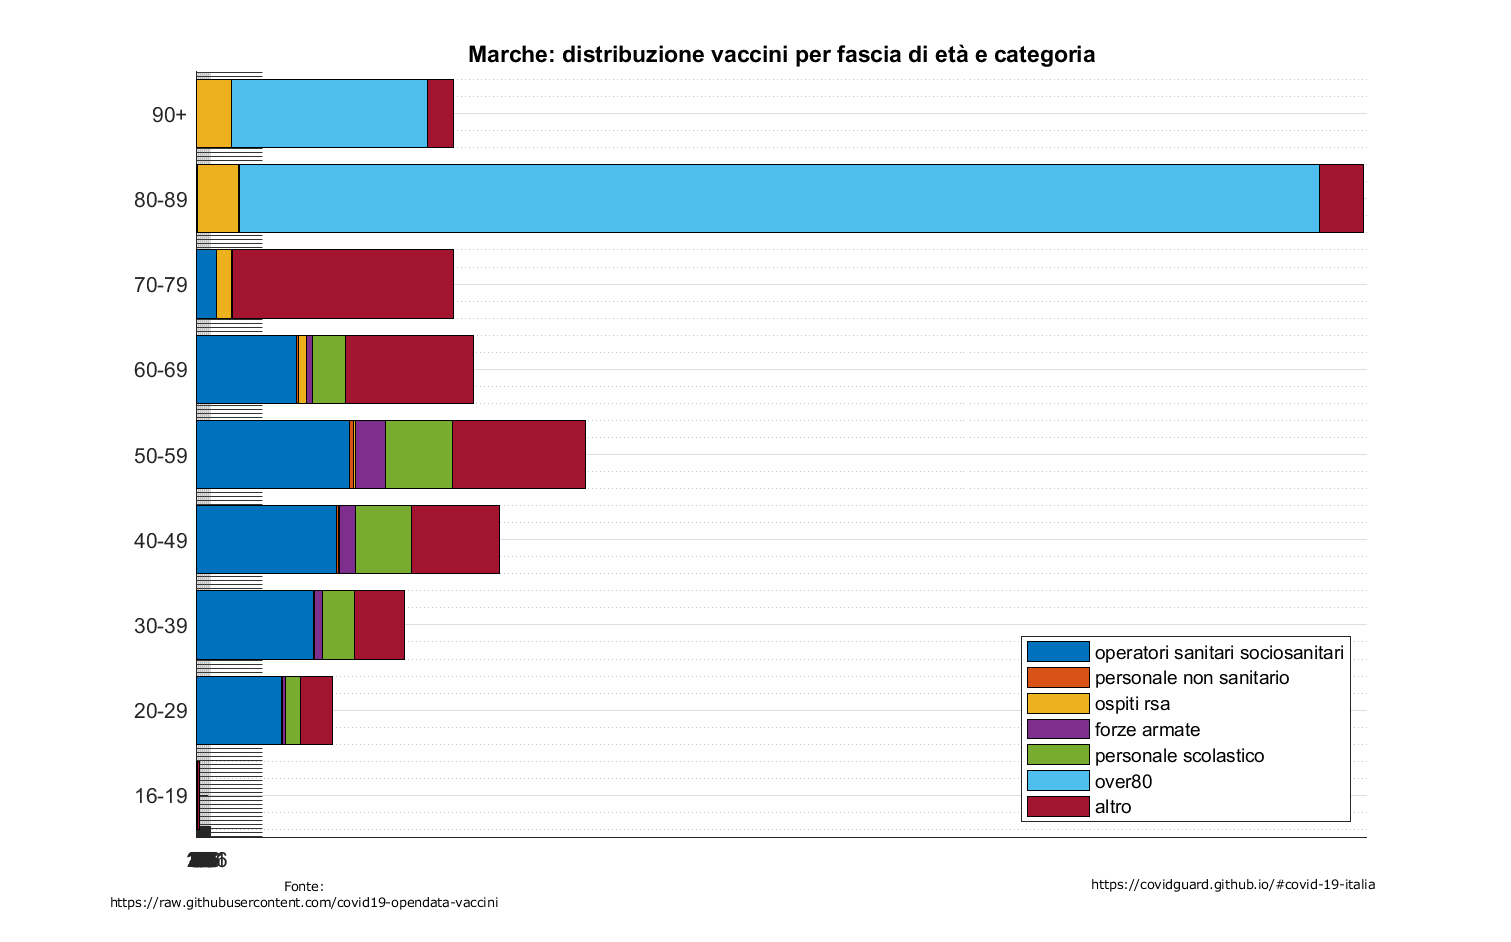 Marche: distribuzione vaccini per fascia di età e categoria
90+
80-89
70-79
60-69
50-59
40-49
30-39
20-29
16-19
operatori sanitari sociosanitari
personale non sanitario
ospiti rsa
forze armate
personale scolastico
over80
altro
Fonte:
https://raw.githubusercontent.com/covid19-opendata-vaccini
https://covidguard.github.io/#covid-19-italia